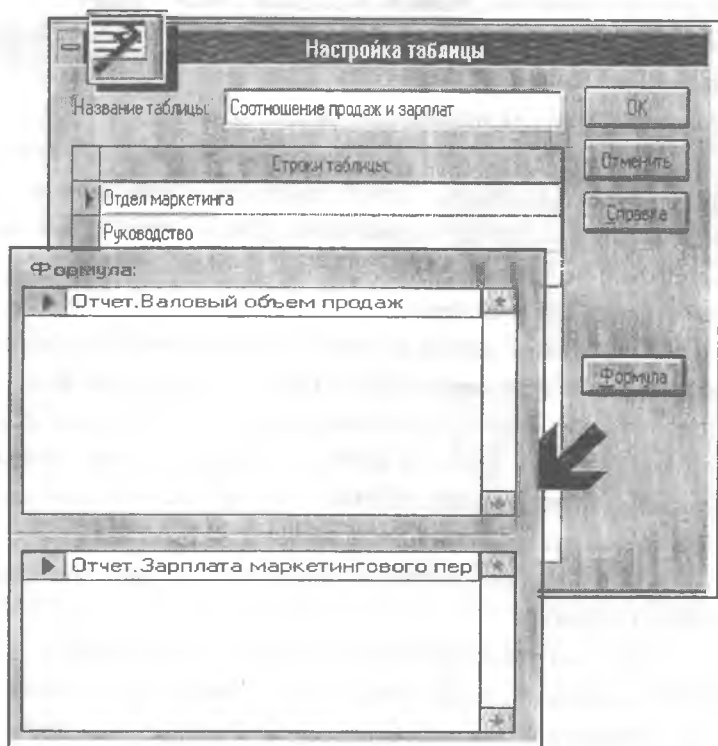 Настройка таблицы
Название таблицы: Соотношение продаж и зарплат
OK
Строки таблицы:
Отменить
Отдел маркетинга
Справка
Руководство
Формула:
Отчет.Валовый объем продаж
Формула
Отчет.Зарплата маркетингового пер